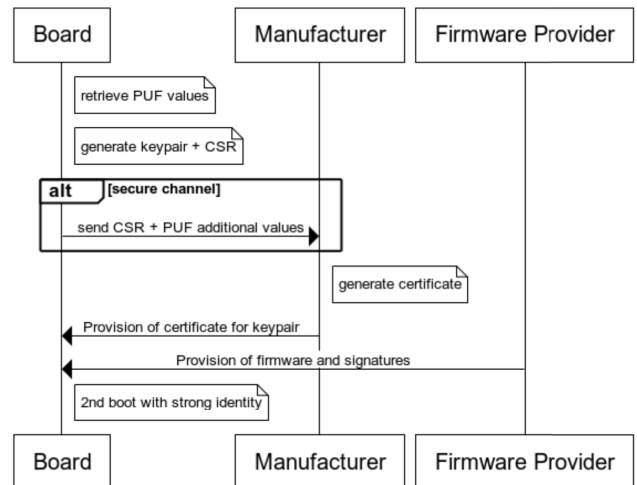 Board
Manufacturer
Firmware Provider
retrieve PUF values
generate keypair + CSR
alt
[secure channel]
send CSR + PUF additional values
generate certificate
Provision of certificate for keypair
Provision of firmware and signatures
2nd boot with strong identity
Board
Manufacturer
Firmware Provider